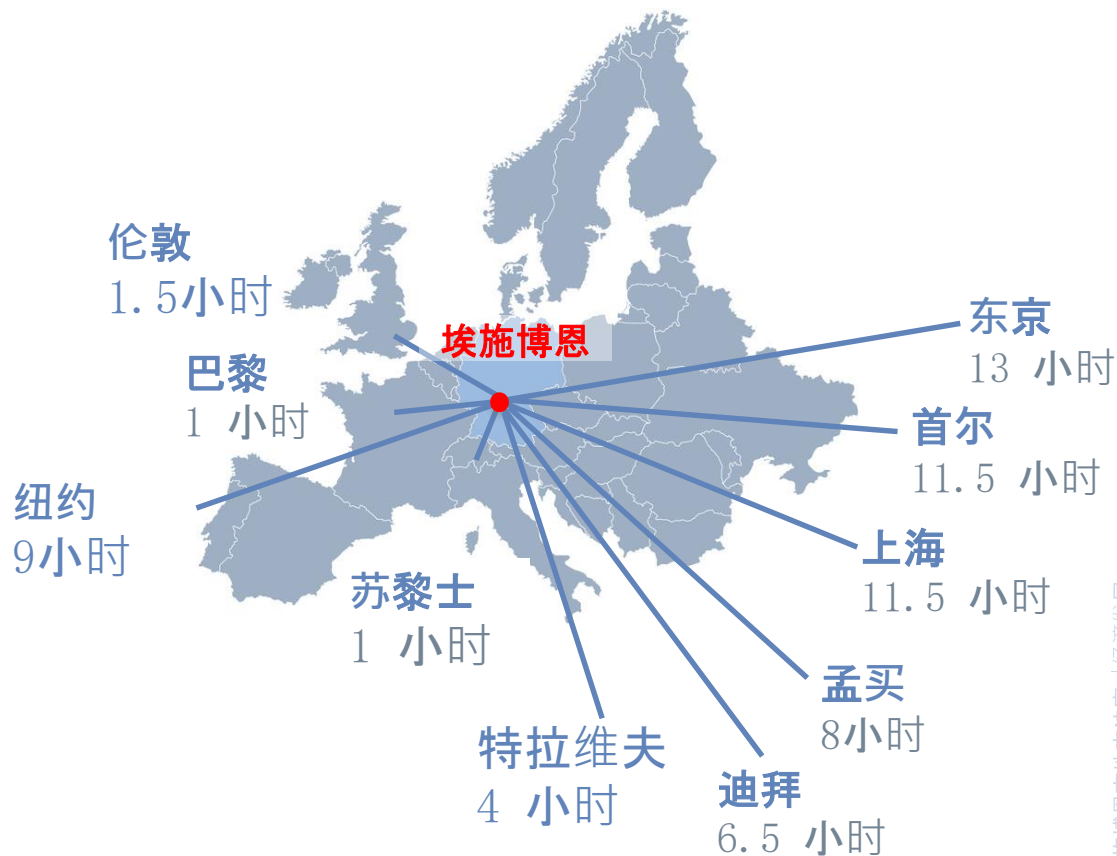 伦敦
1.5小时
埃施博恩
巴黎
1 小时
东京
13 小时
首尔
11.5 小时
纽约
9小时
上海
11.5 小时
苏黎士
1 小时
孟买
8小时
特拉维夫
4 小时
迪拜
6.5 小时